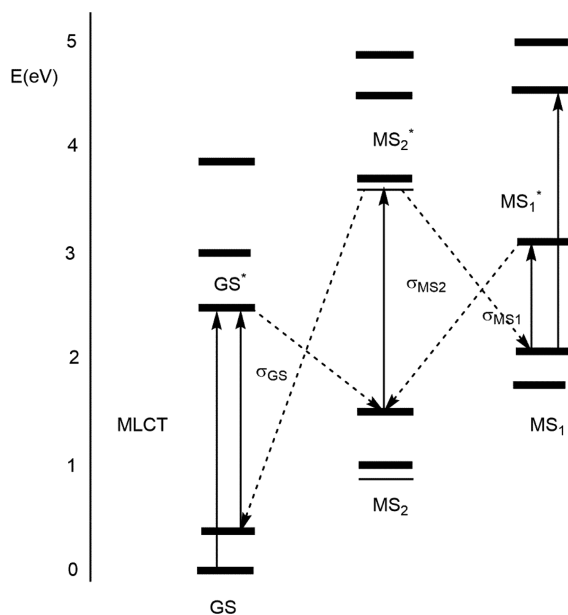 5
E(eV)
4
3
2
1
0
MLCT
GS
GS*
σGS
MS2*
σMS2
MS2
MS1*
σMS1
MS1